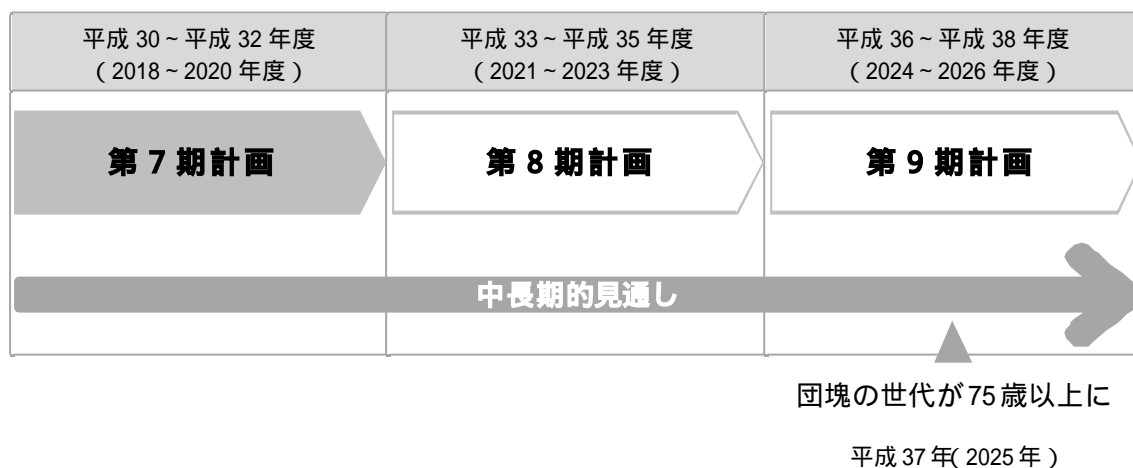 平成 30 ~ 平成 32 年度
( 2018 ~ 2020 年度 )
平成 33 ~ 平成 35 年度
( 2021 ~ 2023 年度 )
平成 36 ~ 平成 38 年度
( 2024 ~ 2026 年度 )
第 7 期計画
第 8 期計画
第 9 期計画
中長期的見通し
団塊の世代が 75 歳以上に
平成 37 年( 2025 年 )